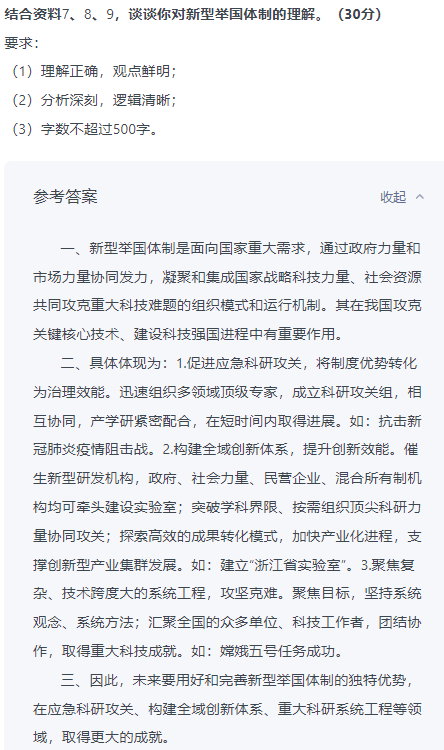 结合资料7、8、9，谈谈你对新型举国体制的理解。（30分）
要求：
（1）理解正确，观点鲜明；
（2）分析深刻，逻辑清晰；
（3）字数不超过500字。
参考答案 收起
一、新型举国体制是面向国家重大需求，通过政府力量和
市场力量协同发力，凝聚和集成国家战略科技力量、社会资源
共同攻克重大科技难题的组织模式和运行机制。其在我国攻克
关键核心技术、建设科技强国进程中有重要作用。
二、具体体现为：1.促进应急科研攻关，将制度优势转化
为治理效能。迅速组织多领域顶级专家，成立科研攻关组，相
互协同，产学研紧密配合，在短时间内取得进展。如：抗击新
冠肺炎疫情阻击战。2.构建全域创新体系，提升创新效能。催
生新型研发机构，政府、社会力量、民营企业、混合所有制机
构均可牵头建设实验室；突破学科界限、按需组织顶尖科研力
量协同攻关；探索高效的成果转化模式，加快产业化进程，支
撑创新型产业集群发展。如：建立“浙江省实验室”。3.聚焦复
杂、技术跨度大的系统工程，攻坚克难。聚焦目标，坚持系统
观念、系统方法；汇聚全国的众多单位、科技工作者，团结协
作，取得重大科技成就。如：嫦娥五号任务成功。
三、因此，未来要用好和完善新型举国体制的独特优势，
在应急科研攻关、构建全域创新体系、重大科研系统工程等领
域，取得更大的成就。